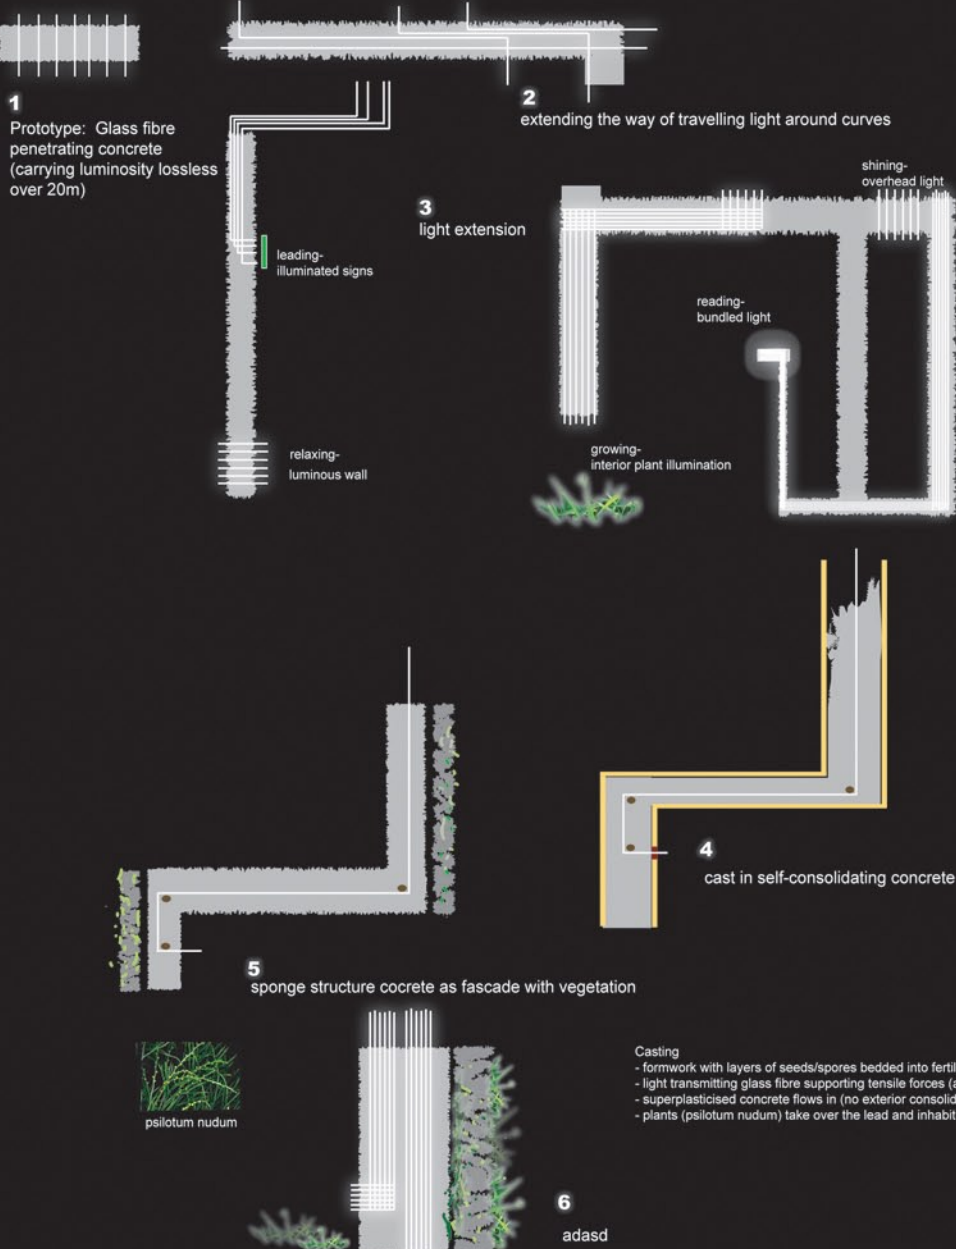 1
Prototype: Glass fibre
penetrating concrete
(carrying luminosity lossless
over 20m)
2
extending the way of travelling light around curves
leading-
illuminated signs
relaxing-
luminous wall
3
light extension
shining-
overhead light
reading-
bundled light
growing-
interior plant illumination
4
cast in self-consolidating concrete
5
sponge structure cocrete as fascade with vegetation
psilotum nudum
Casting
- formwork with layers of seeds/spores bedded into
- light transmitting glass fibre supporting tensile forces
- superplasticised concrete flows in (no exterior
- plants (psilotum nudum) take over the lead and
6
adasd